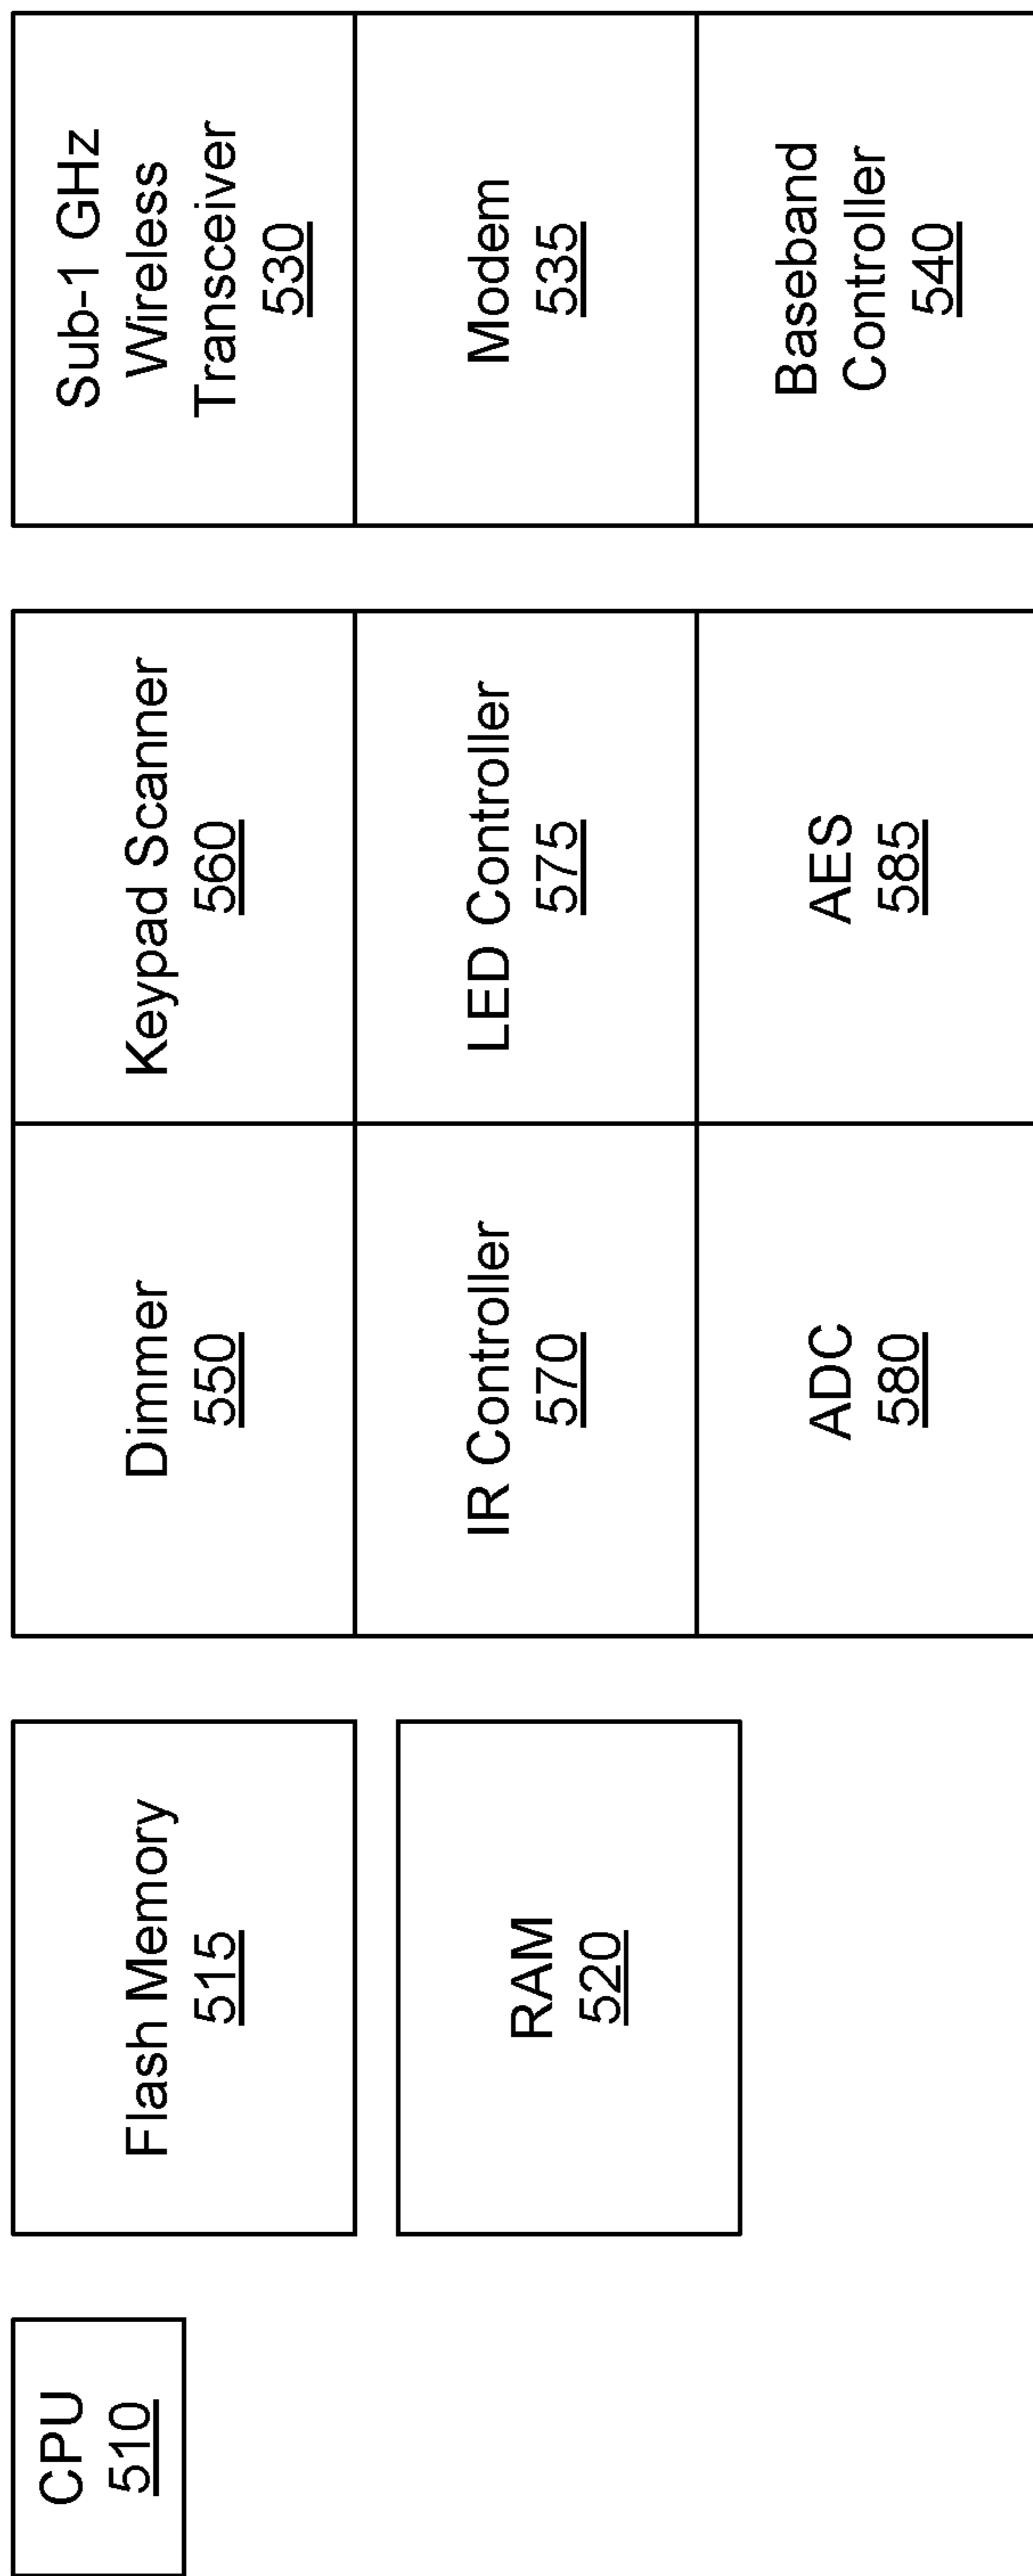 CPU
510
Flash Memory
515
RAM
520
Dimmer
550
Keypad Scanner
560
IR Controller
570
LED Controller
575
ADC
580
AES
585
Sub-1 GHz
Wireless
Transceiver
530
Modem
535
Baseband
Controller
540